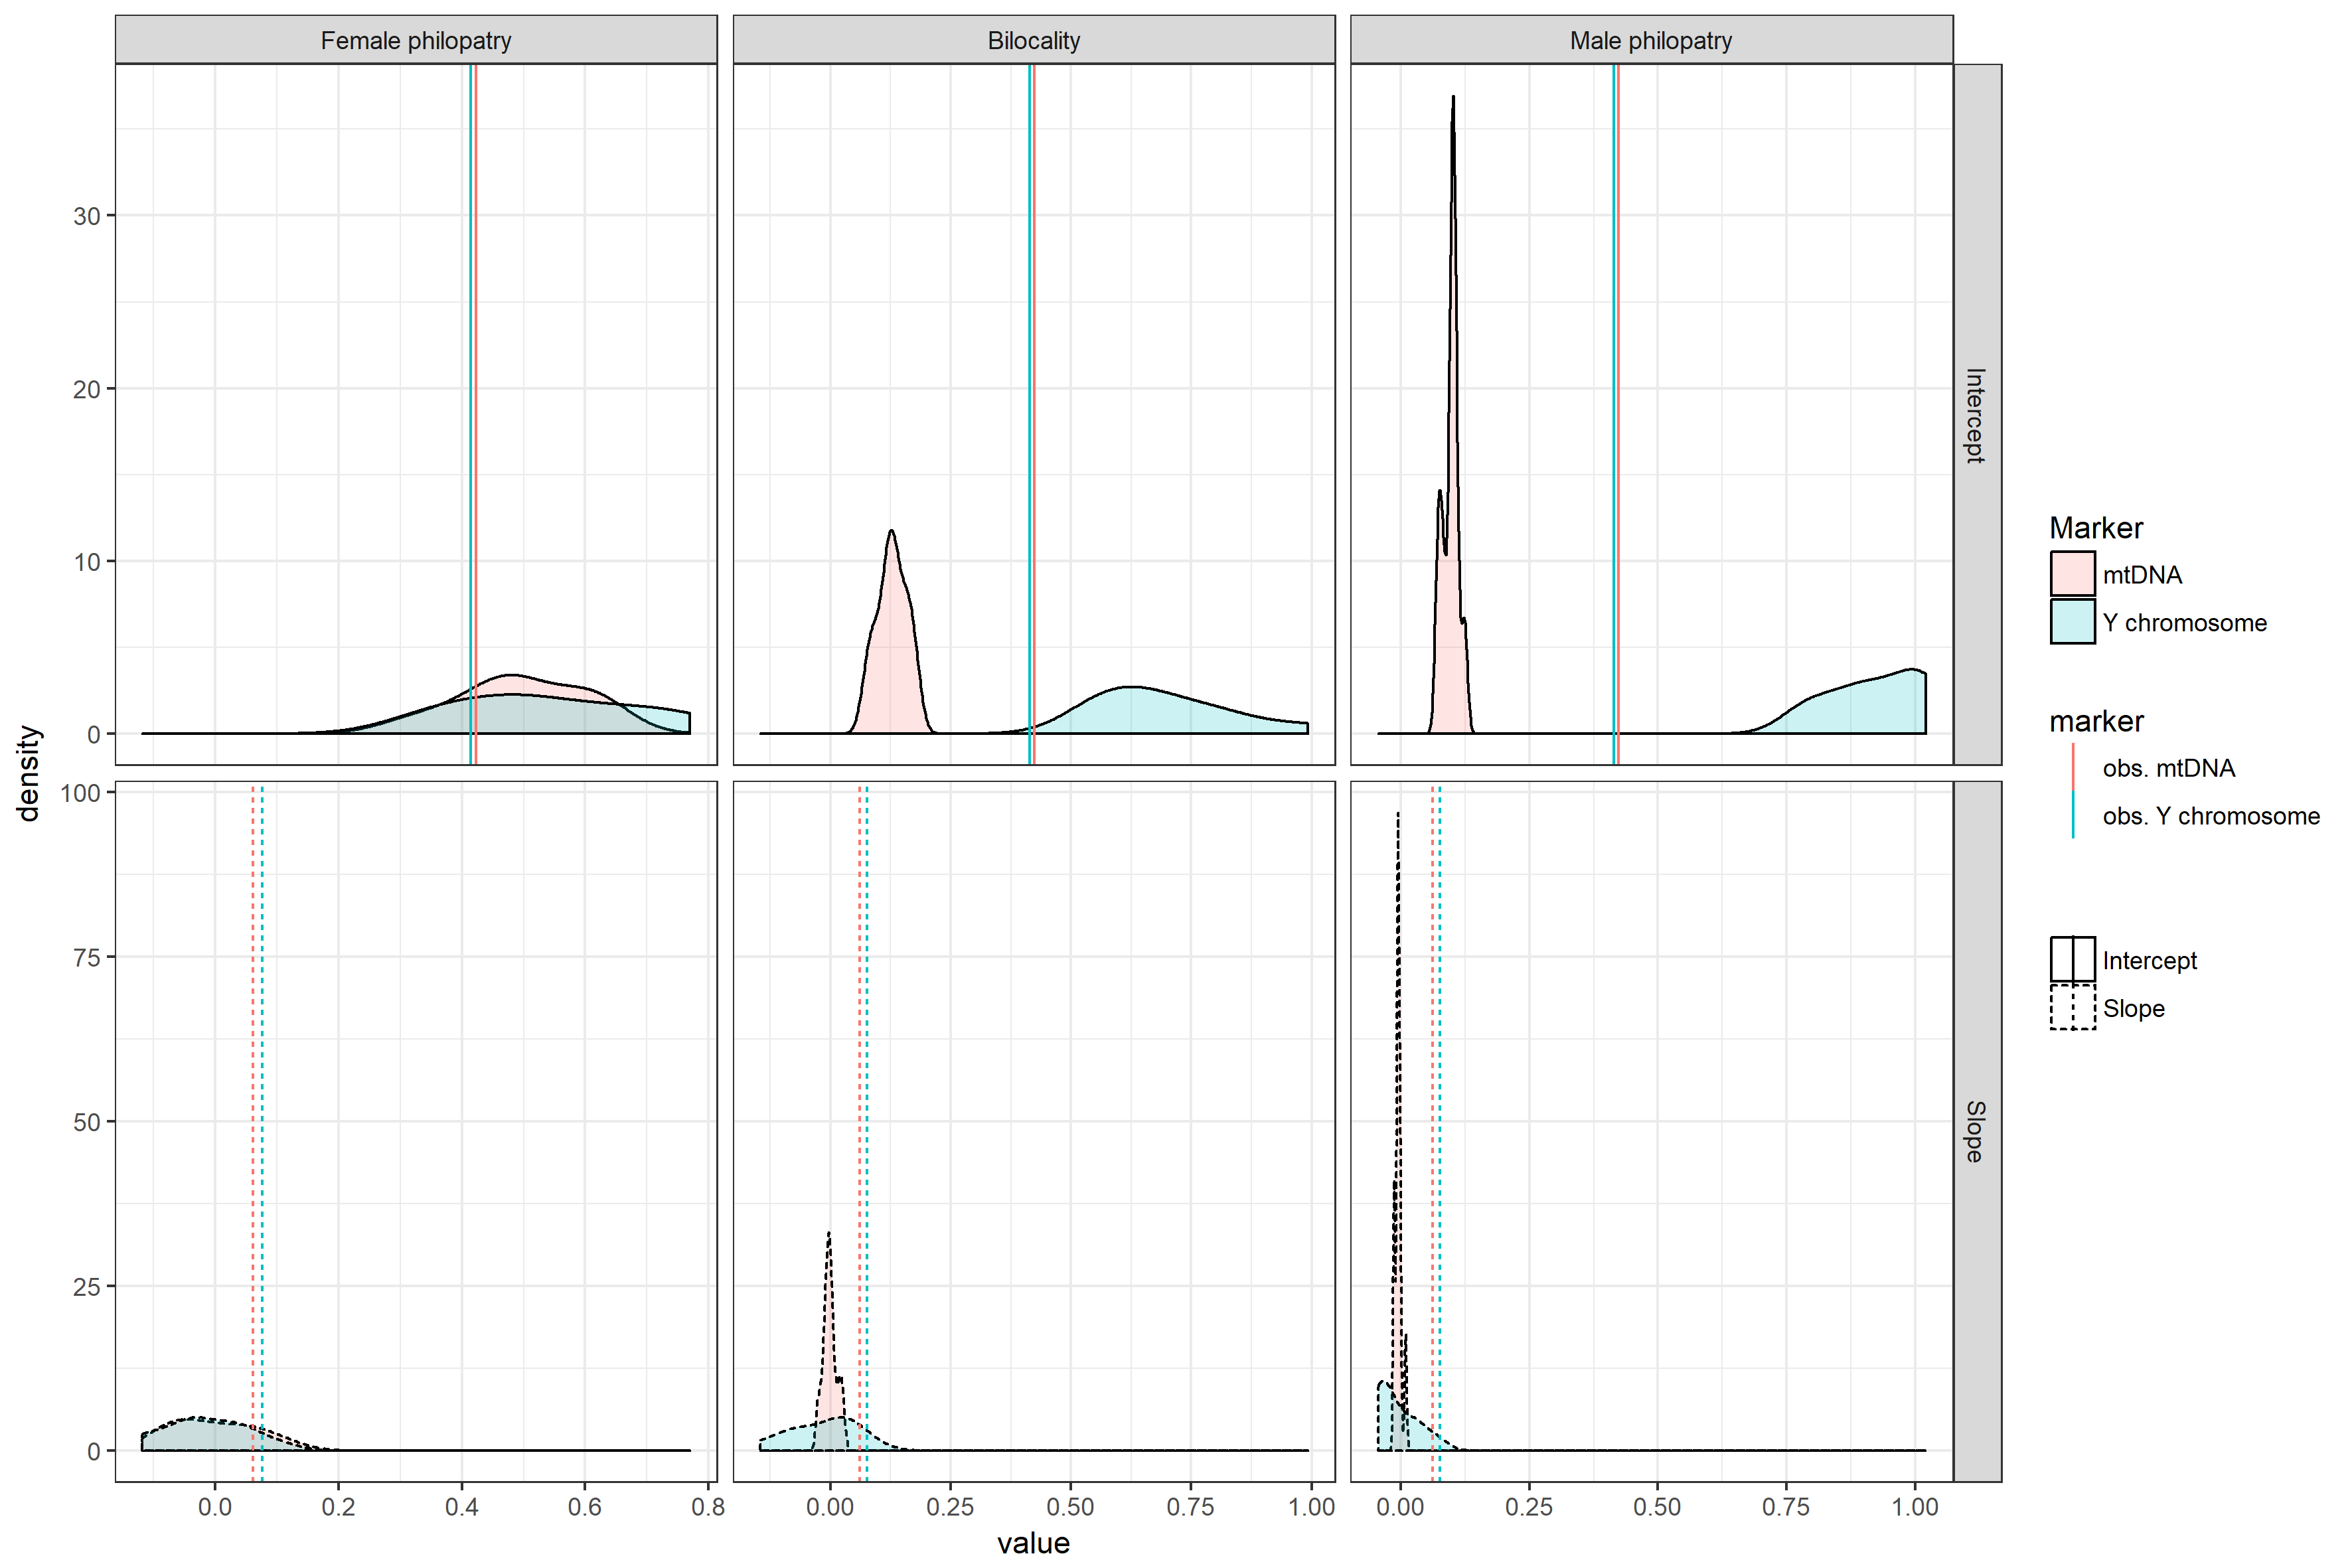 Female philopatry
Bilocality
Male philopatry
30
20
10
0
Intercept
100
75
50
25
0
Slope
density
0.0 0.2 0.4 0.6 0.8
0.00 0.25 0.50 0.75 1.00
0.00 0.25 0.50 0.75 1.00
value
Marker
mtDNA
Y chromosome
marker
obs. mtDNA
obs. Y chromosome
Intercept
Slope